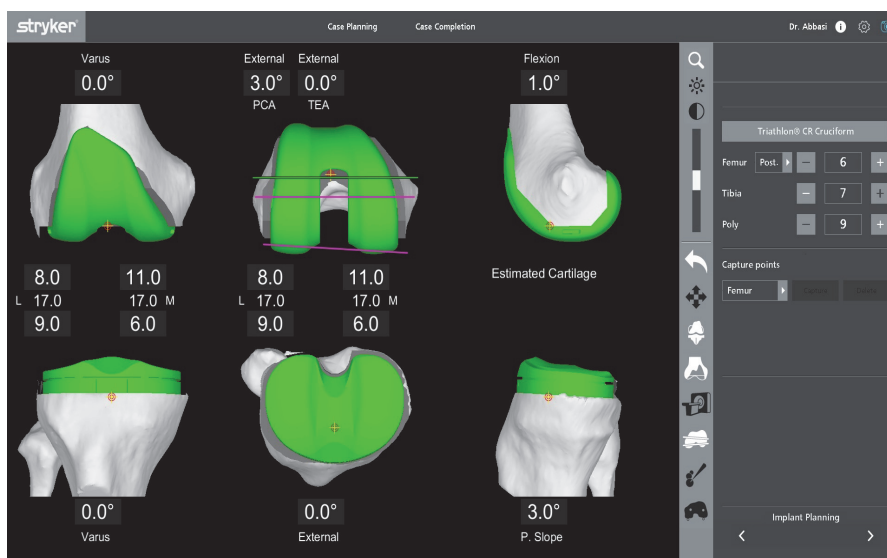 stryker Case Planning Case Completion Dr. Abbasi
Varus External External Flexion
0.0° 3.0° 0.0° 1.0°
PCA TEA
Triathlon® CR Cruciform
Femur Post. − 6 +
Tibia − 7 +
Poly − 9 +
Estimated Cartilage
Capture points
Femur
8.0 11.0 8.0 11.0
L 17.0 17.0 M L 17.0 17.0 M
9.0 6.0 9.0 6.0
0.0° 0.0° 3.0°
Varus External P. Slope
Implant Planning